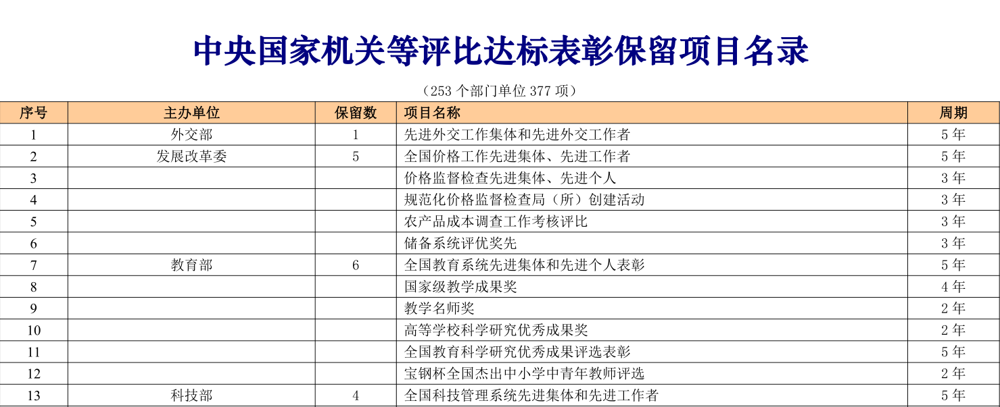 中央国家机关等评比达标表彰保留项目名录
（253 个部门单位 377 项）
序号 主办单位 保留数 项目名称 周期
1 外交部 1 先进外交工作集体和先进外交工作者 5 年
2 发展改革委 5 全国价格工作先进集体、先进工作者 5 年
3 价格监督检查先进集体、先进个人 3 年
4 规范化价格监督检查局（所）创建活动 3 年
5 农产品成本调查工作考核评比 3 年
6 储备系统评优奖先 3 年
7 教育部 6 全国教育系统先进集体和先进个人表彰 5 年
8 国家级教学成果奖 4 年
9 教学名师奖 2 年
10 高等学校科学研究优秀成果奖 2 年
11 全国教育科学研究优秀成果评选表彰 5 年
12 宝钢杯全国杰出中小学中青年教师评选 2 年
13 科技部 4 全国科技管理系统先进集体和先进工作者 5 年